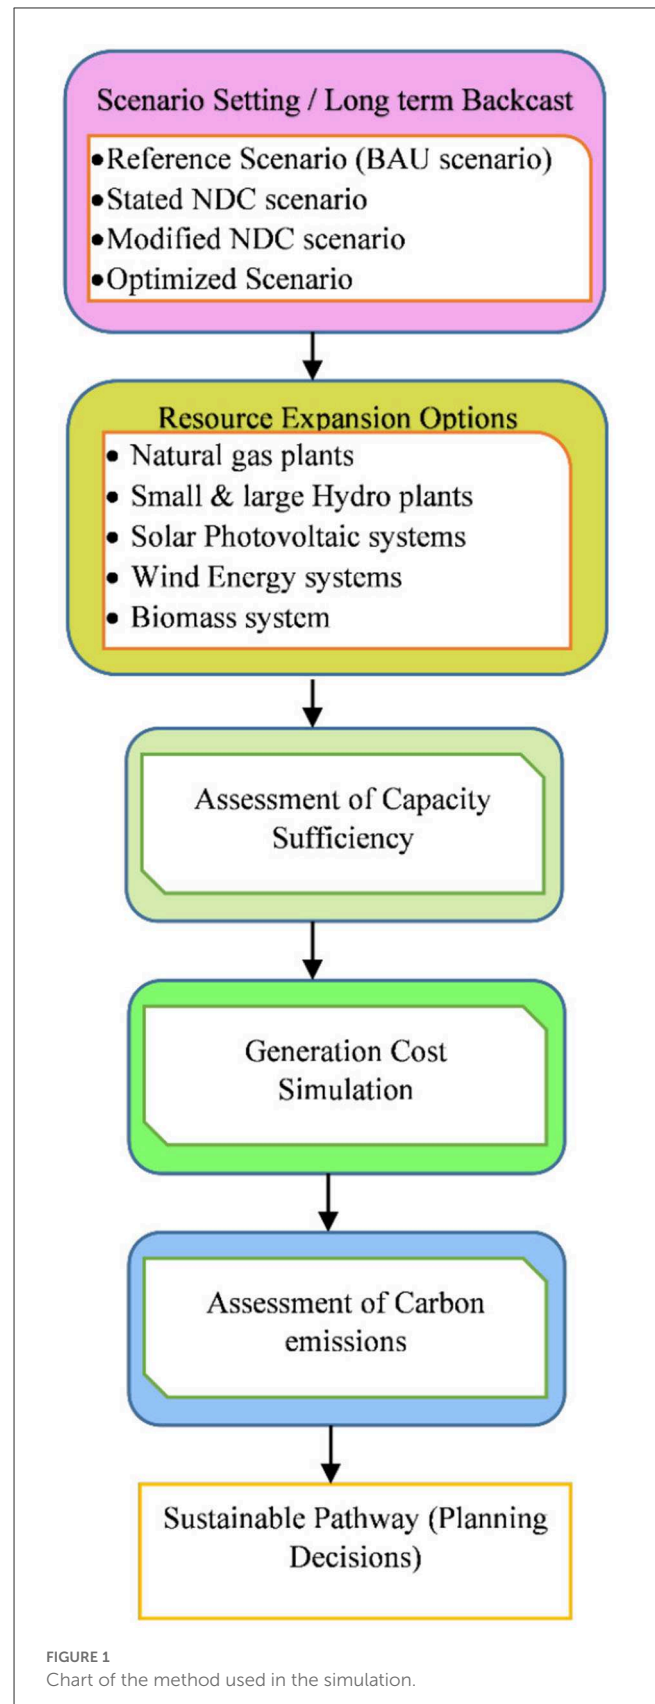 Scenario Setting / Long term Backcast
•Reference Scenario (BAU scenario)
•Stated NDC scenario
•Modified NDC scenario
•Optimized Scenario
Resource Expansion Options
• Natural gas plants
• Small & large Hydro plants
• Solar Photovoltaic systems
• Wind Energy systems
• Biomass system
Assessment of Capacity
Sufficiency
Generation Cost
Simulation
Assessment of Carbon
emissions
Sustainable Pathway (Planning
Decisions)
FIGURE 1
Chart of the method used in the simulation.